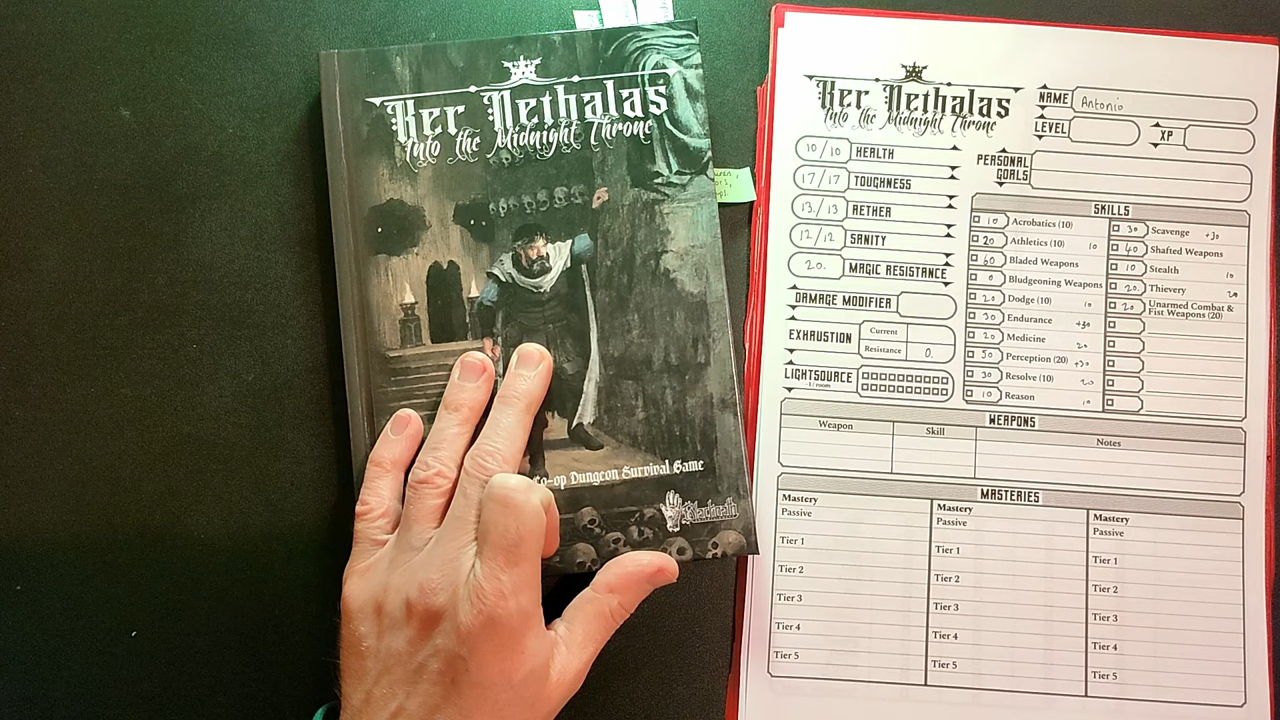 Ker Nethalas
Into the Midnight Throne
Co-op Dungeon Survival Game
Blackoath
Ker Nethalas
Into the Midnight Throne
NAME Antonio
LEVEL XP
PERSONAL GOALS
10/10 HEALTH
17/17 TOUGHNESS
13/13 AETHER
12/12 SANITY
20. MAGIC RESISTANCE
DAMAGE MODIFIER
EXHAUSTION Current
Resistance 0.
LIGHTSOURCE
-1/room
SKILLS
10 Acrobatics (10)
20 Athletics (10) 10
60 Bladed Weapons
0 Bludgeoning Weapons
20 Dodge (10) 10
30 Endurance +30
20 Medicine 20
50 Perception (20) +30
30 Resolve (10) 20
10 Reason 10
30 Scavenge +30
40 Shafted Weapons
10 Stealth 10
20. Thievery 20
20 Unarmed Combat & Fist Weapons (20)
WEAPONS
Weapon Skill Notes
MASTERIES
Mastery Mastery Mastery
Passive Passive Passive
Tier 1 Tier 1 Tier 1
Tier 2 Tier 2 Tier 2
Tier 3 Tier 3 Tier 3
Tier 4 Tier 4 Tier 4
Tier 5 Tier 5 Tier 5